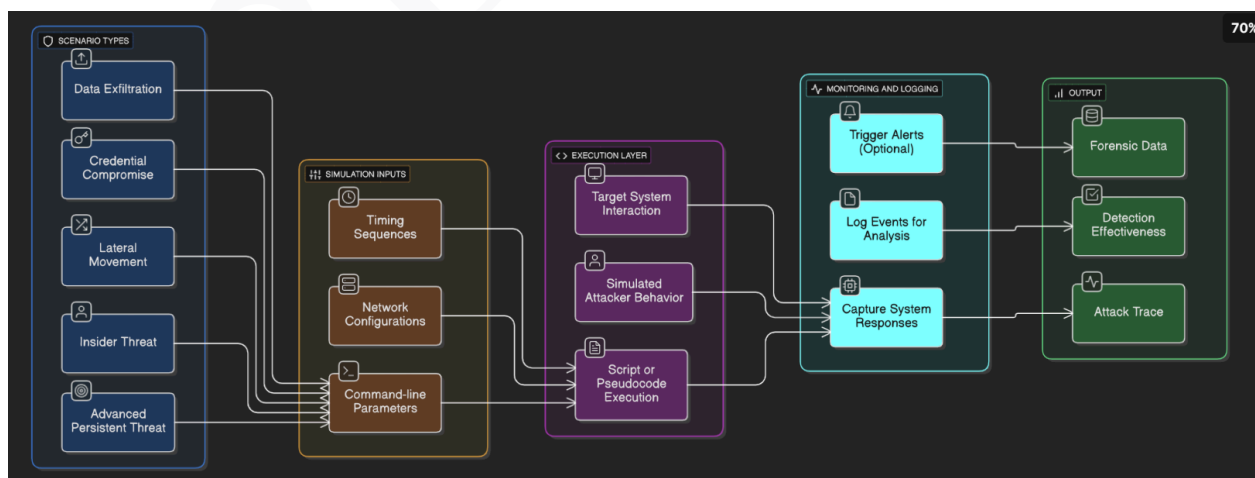 70%
SCENARIO TYPES
Data Exfiltration
Credential
Compromise
Lateral
Movement
Insider Threat
Advanced
Persistent Threat
SIMULATION INPUTS
Timing
Sequences
Network
Configurations
Command-line
Parameters
EXECUTION LAYER
Target System
Interaction
Simulated
Attacker Behavior
Script or
Pseudocode
Execution
MONITORING AND LOGGING
Trigger Alerts
(Optional)
Log Events for
Analysis
Capture System
Responses
OUTPUT
Forensic Data
Detection
Effectiveness
Attack Trace